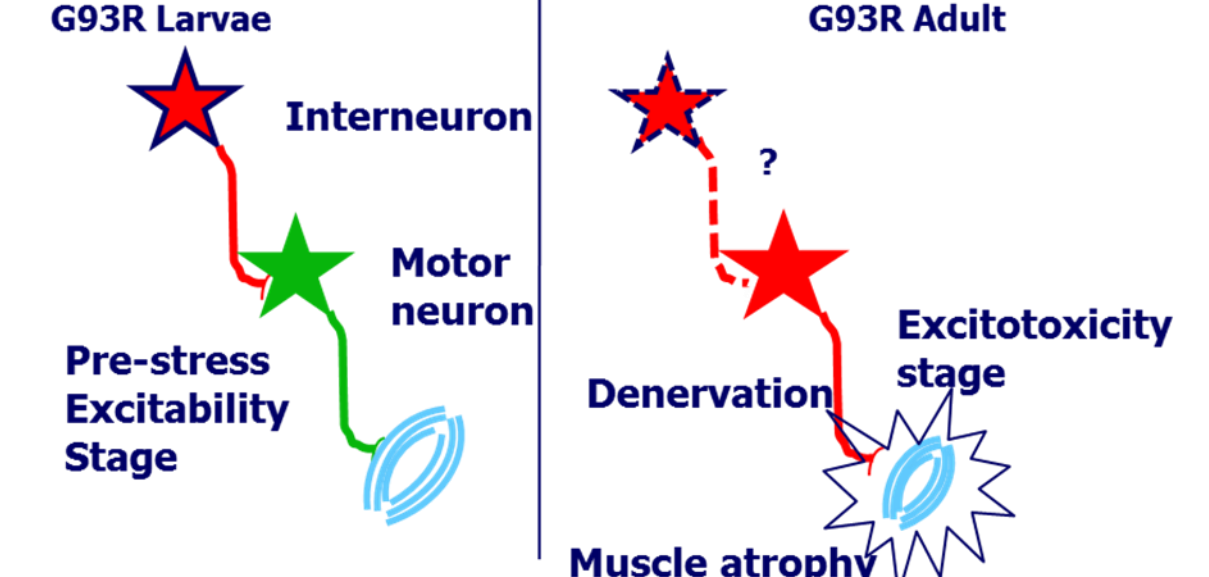 G93R Larvae
Interneuron
Motor
neuron
Pre-stress
Excitability
Stage
G93R Adult
?
Excitotoxicity
stage
Denervation
Muscle atrophy